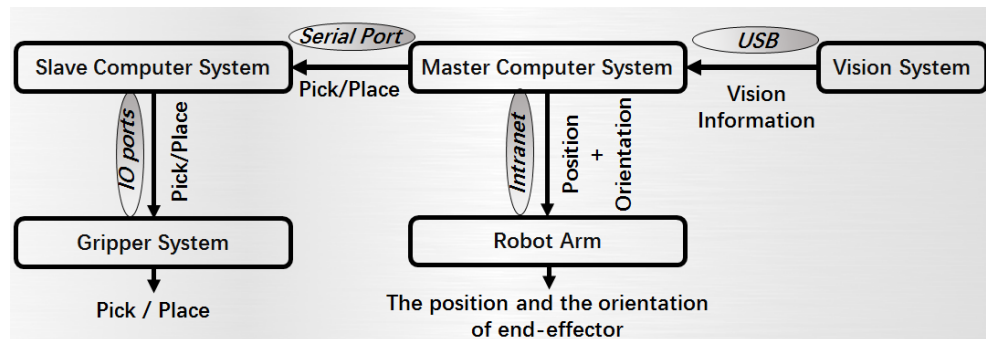 Serial Port
USB
Slave Computer System
Master Computer System
Vision System
Pick/Place
Vision
Information
IO ports
Pick/Place
Intranet
Position
+
Orientation
Gripper System
Robot Arm
Pick / Place
The position and the orientation
of end-effector